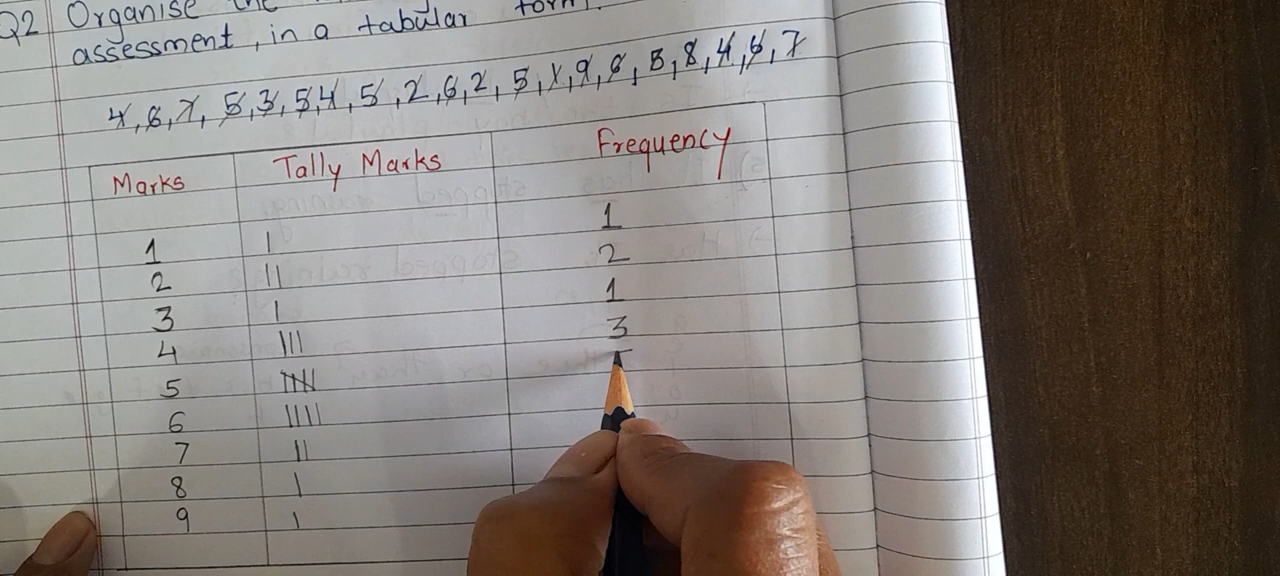 Q2 Organise the
assessment, in a tabular form.
4, 6, 7, 5, 3, 5, 4, 5, 2, 6, 2, 5, 1, 9, 6, 5, 8, 4, 6, 7
Marks Tally Marks Frequency
1 | 1
2 || 2
3 | 1
4 ||| 3
5 𝍸
6 ||||
7 ||
8 |
9 |